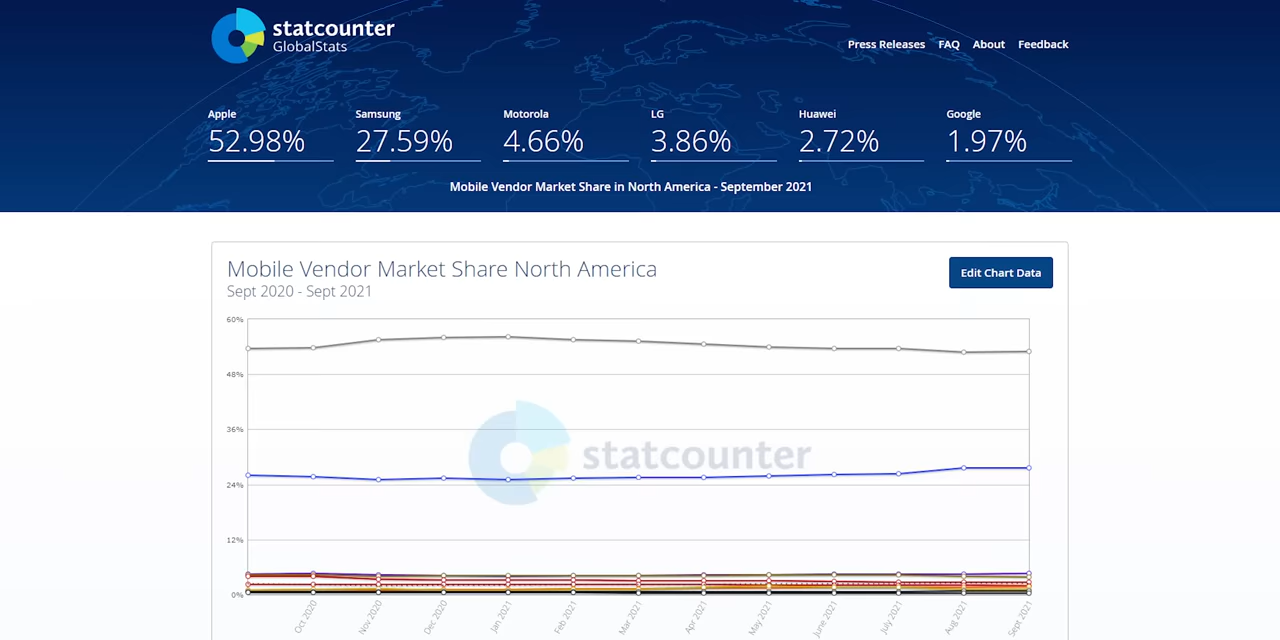 statcounter
GlobalStats
Press Releases FAQ About Feedback
Apple Samsung Motorola LG Huawei Google
52.98% 27.59% 4.66% 3.86% 2.72% 1.97%
Mobile Vendor Market Share in North America - September 2021
Mobile Vendor Market Share North America
Edit Chart Data
Sept 2020 - Sept 2021
60%
48%
36%
statcounter
24%
12%
0%
Oct 2020 Nov 2020 Dec 2020 Jan 2021 Feb 2021 Mar 2021 Apr 2021 May 2021 June 2021 July 2021 Aug 2021 Sept 2021